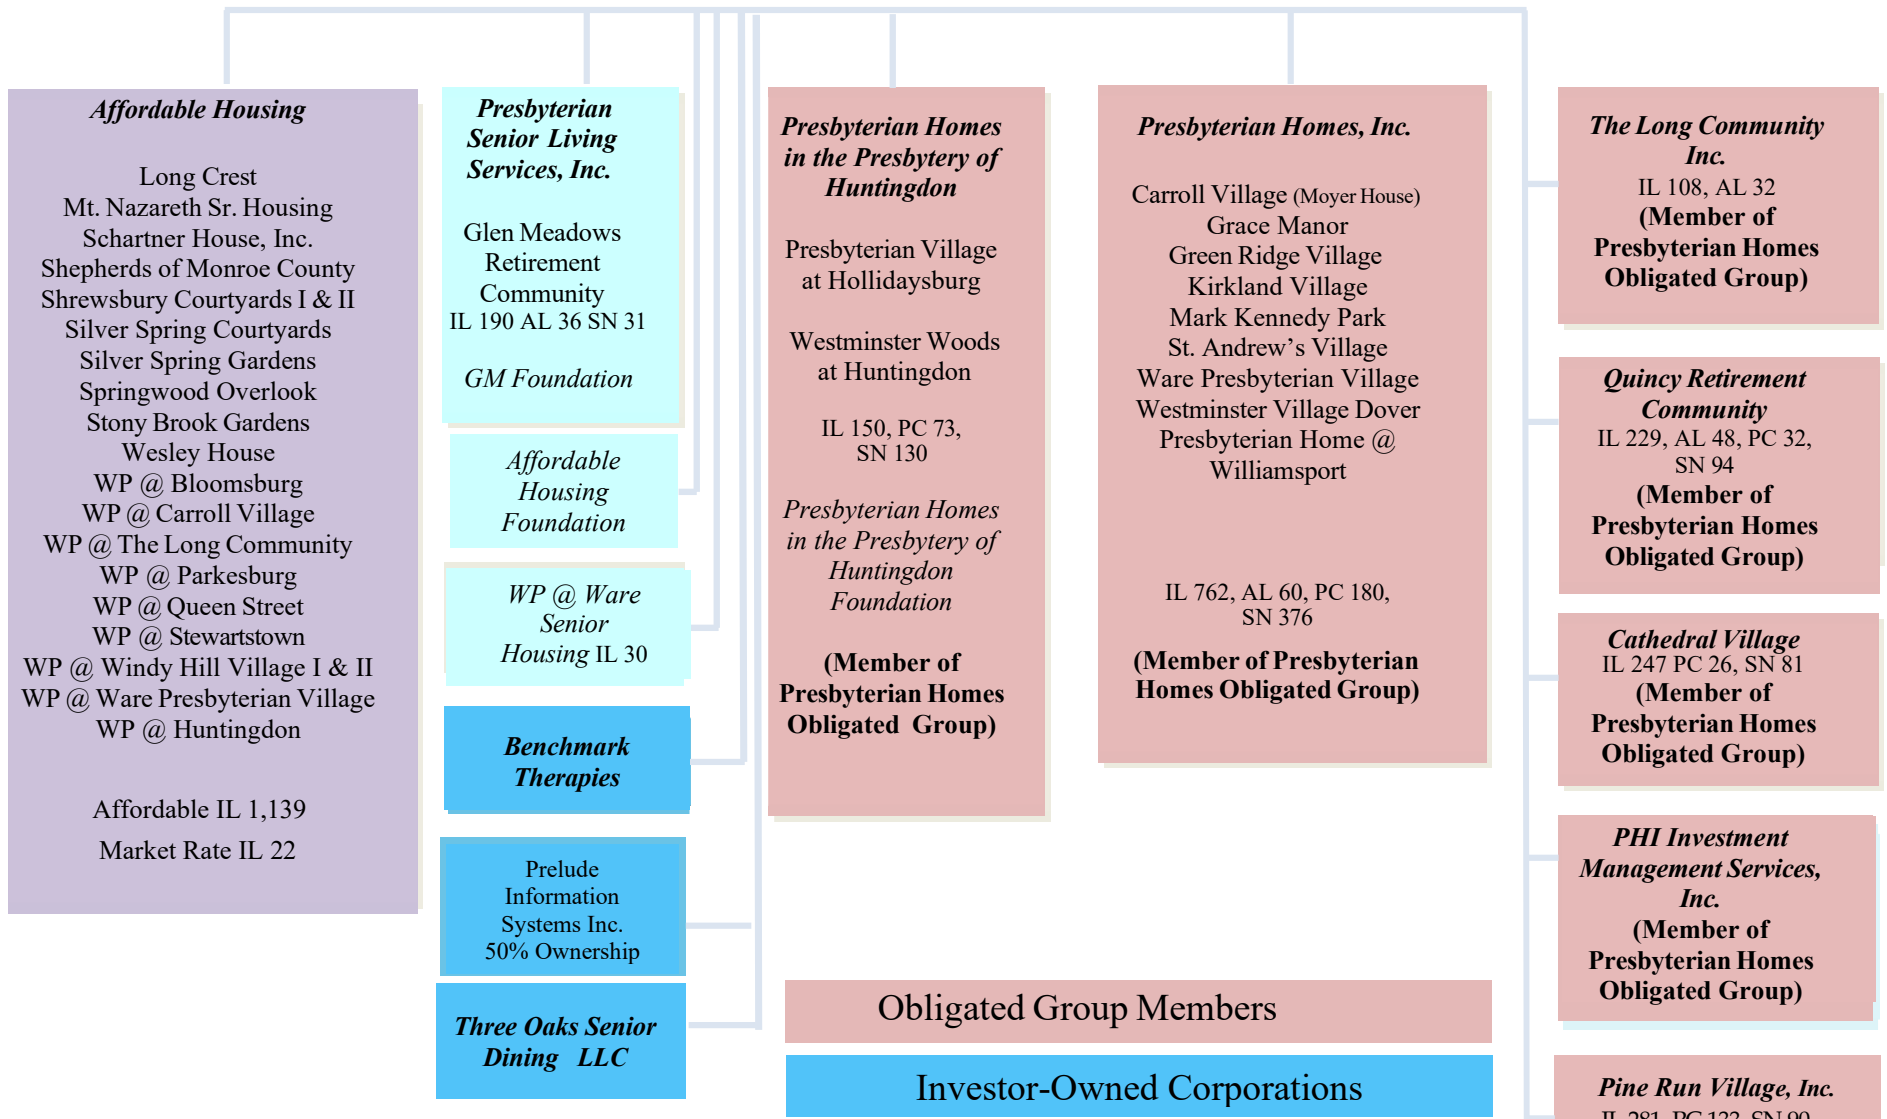 Affordable Housing
Long Crest
Mt. Nazareth Sr. Housing
Schartner House, Inc.
Shepherds of Monroe County
Shrewsbury Courtyards I & II
Silver Spring Courtyards
Silver Spring Gardens
Springwood Overlook
Stony Brook Gardens
Wesley House
WP @ Bloomsburg
WP @ Carroll Village
WP @ The Long Community
WP @ Parkesburg
WP @ Queen Street
WP @ Stewartstown
WP @ Windy Hill Village I & II
WP @ Ware Presbyterian Village
WP @ Huntingdon
Affordable IL 1,139
Market Rate IL 22
Presbyterian
Senior Living
Services, Inc.
Glen Meadows
Retirement
Community
IL 190 AL 36 SN 31
GM Foundation
Affordable
Housing
Foundation
WP @ Ware
Senior
Housing IL 30
Benchmark
Therapies
Prelude
Information
Systems Inc.
50% Ownership
Three Oaks Senior
Dining LLC
Presbyterian Homes
in the Presbytery of
Huntingdon
Presbyterian Village
at Hollidaysburg
Westminster Woods
at Huntingdon
IL 150, PC 73,
SN 130
Presbyterian Homes
in the Presbytery of
Huntingdon
Foundation
(Member of
Presbyterian Homes
Obligated Group)
Presbyterian Homes, Inc.
Carroll Village (Moyer House)
Grace Manor
Green Ridge Village
Kirkland Village
Mark Kennedy Park
St. Andrew’s Village
Ware Presbyterian Village
Westminster Village Dover
Presbyterian Home @
Williamsport
IL 762, AL 60, PC 180,
SN 376
(Member of Presbyterian
Homes Obligated Group)
The Long Community
Inc.
IL 108, AL 32
(Member of
Presbyterian Homes
Obligated Group)
Quincy Retirement
Community
IL 229, AL 48, PC 32,
SN 94
(Member of
Presbyterian Homes
Obligated Group)
Cathedral Village
IL 247 PC 26, SN 81
(Member of
Presbyterian Homes
Obligated Group)
PHI Investment
Management Services,
Inc.
(Member of
Presbyterian Homes
Obligated Group)
Pine Run Village, Inc.
IL 281, PC 122, SN 90
Obligated Group Members
Investor-Owned Corporations